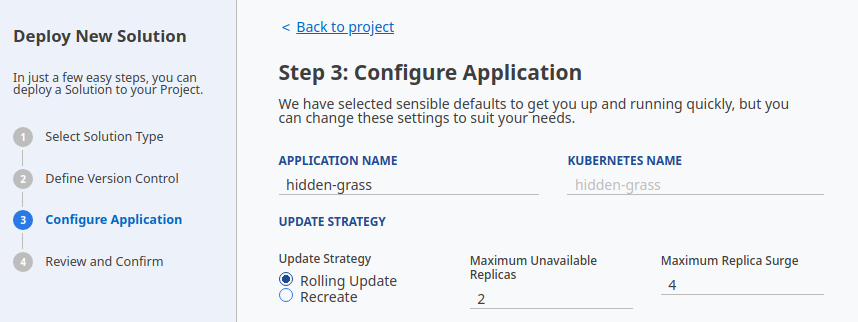 Deploy New Solution
In just a few easy steps, you can
deploy a Solution to your Project.
1 Select Solution Type
2 Define Version Control
3 Configure Application
4 Review and Confirm
< Back to project
Step 3: Configure Application
We have selected sensible defaults to get you up and running quickly, but you
can change these settings to suit your needs.
APPLICATION NAME
hidden-grass
KUBERNETES NAME
hidden-grass
UPDATE STRATEGY
Update Strategy
Rolling Update
Recreate
Maximum Unavailable
Replicas
2
Maximum Replica Surge
4